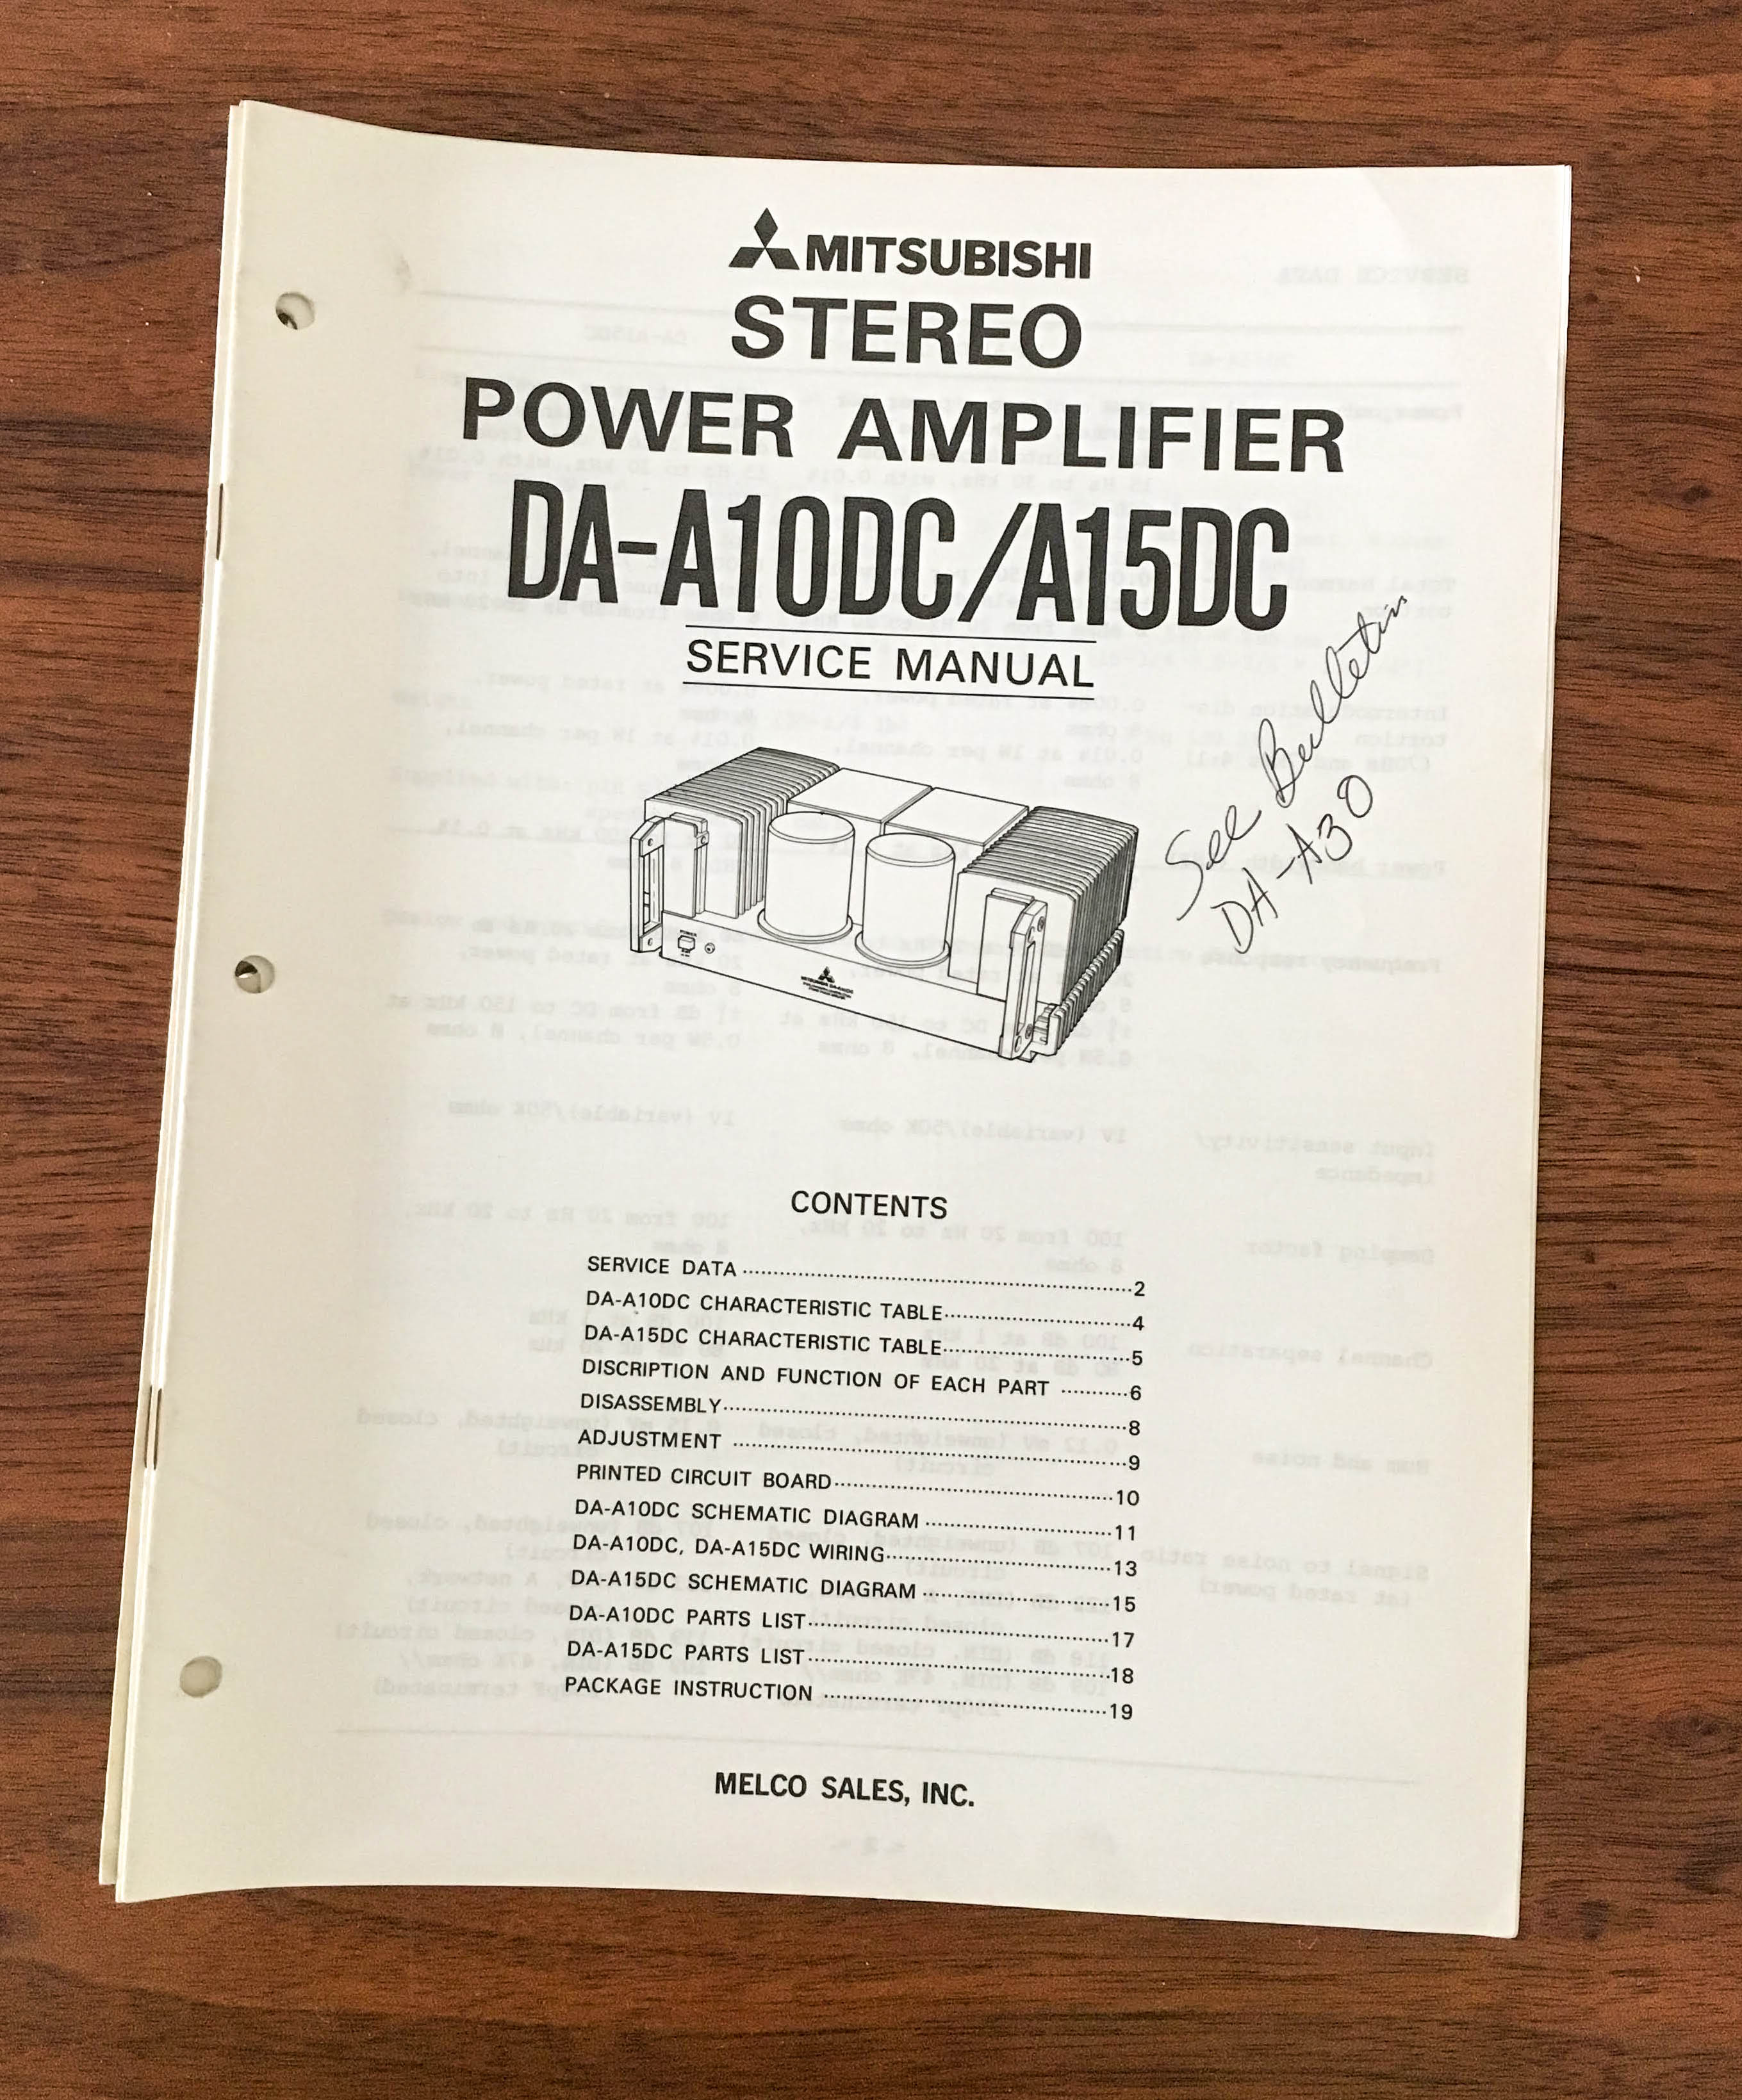 MITSUBISHI
STEREO
POWER AMPLIFIER
DA-A10DC/A15DC
SERVICE MANUAL
See Bulletin
DA-A30
POWER
CONTENTS
SERVICE DATA 2
DA-A10DC CHARACTERISTIC TABLE 4
DA-A15DC CHARACTERISTIC TABLE 5
DISCRIPTION AND FUNCTION OF EACH PART 6
DISASSEMBLY 8
ADJUSTMENT 9
PRINTED CIRCUIT BOARD 10
DA-A10DC SCHEMATIC DIAGRAM 11
DA-A10DC, DA-A15DC WIRING 13
DA-A15DC SCHEMATIC DIAGRAM 15
DA-A10DC PARTS LIST 17
DA-A15DC PARTS LIST 18
PACKAGE INSTRUCTION 19
MELCO SALES, INC.